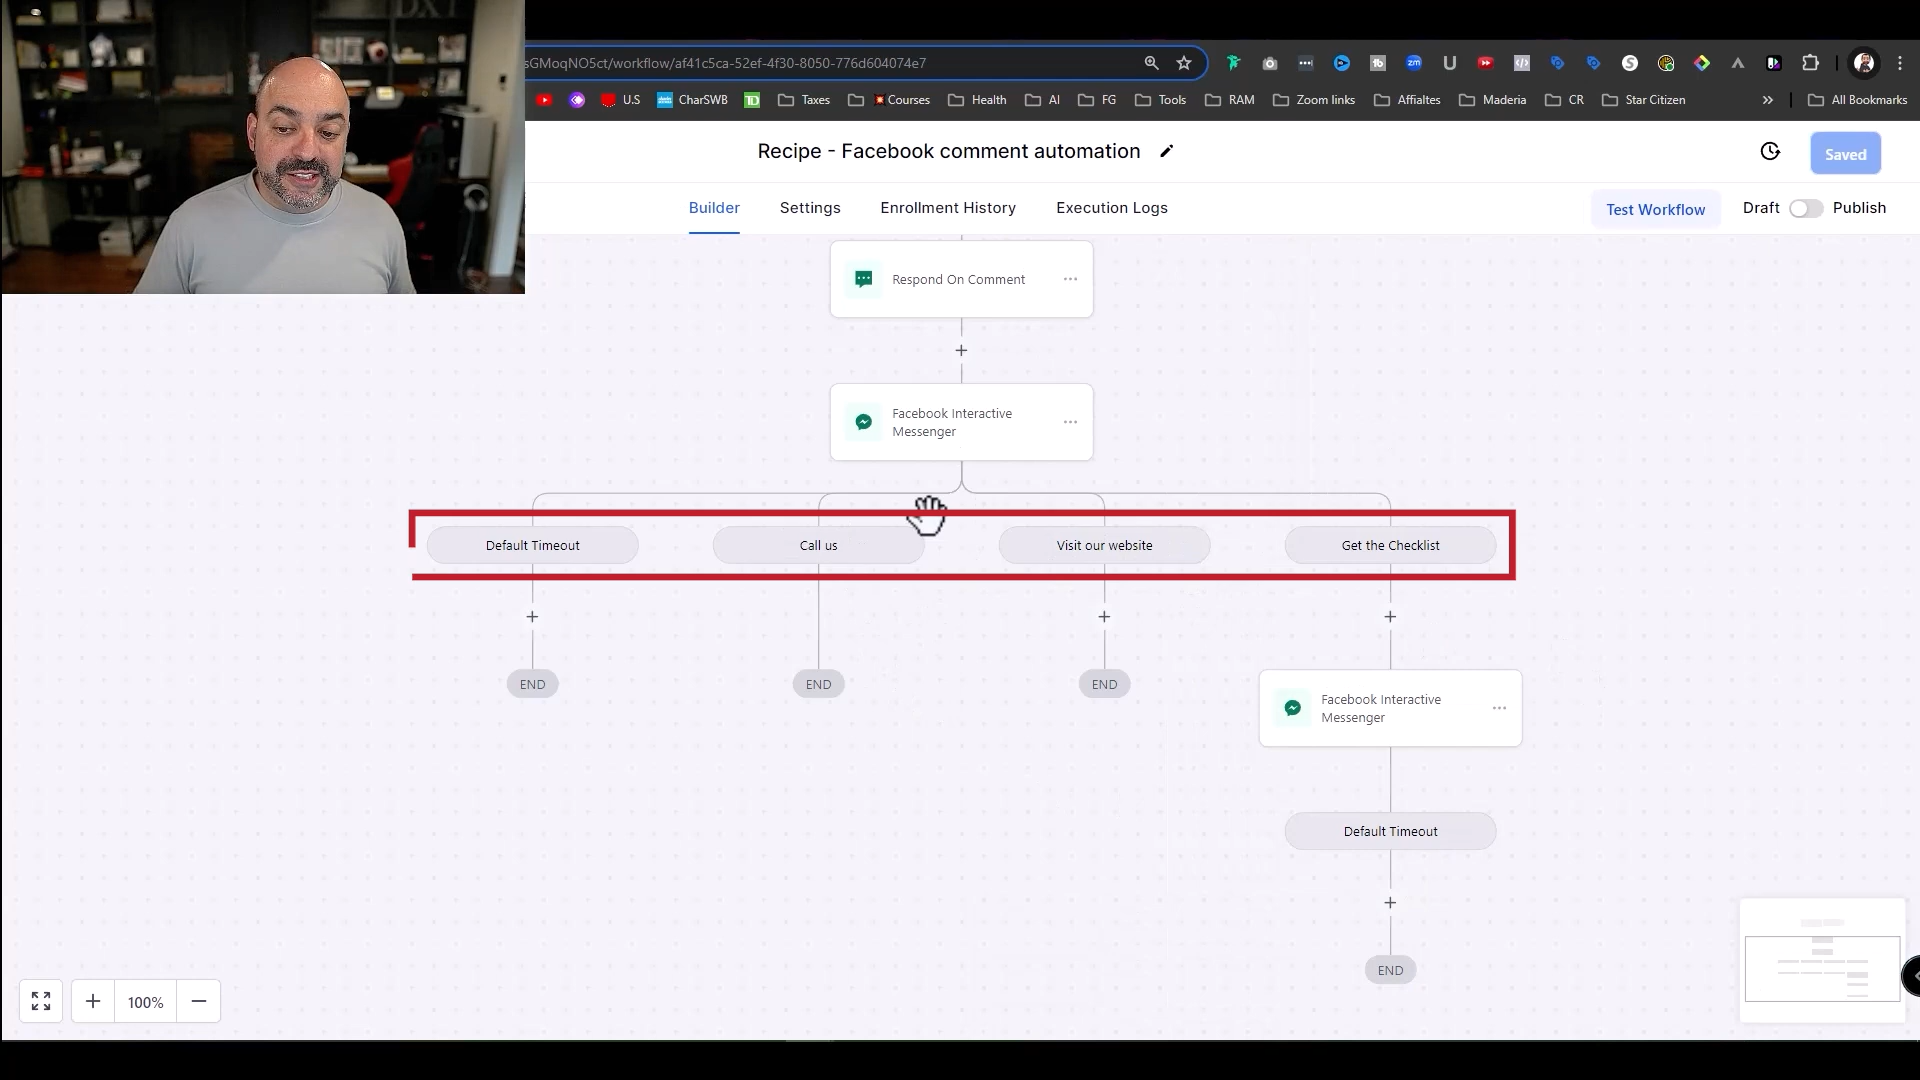 DXT
sGMoqNO5ct/workflow/af41c5ca-52ef-4f30-8050-776d604074e7
U.S
CharSWB
Taxes
Courses
Health
AI
FG
Tools
RAM
Zoom links
Affialtes
Maderia
CR
Star Citizen
All Bookmarks
Recipe - Facebook comment automation
Saved
Builder
Settings
Enrollment History
Execution Logs
Test Workflow
Draft
Publish
Respond On Comment
Facebook Interactive
Messenger
Default Timeout
Call us
Visit our website
Get the Checklist
END
END
END
Facebook Interactive
Messenger
Default Timeout
END
100%